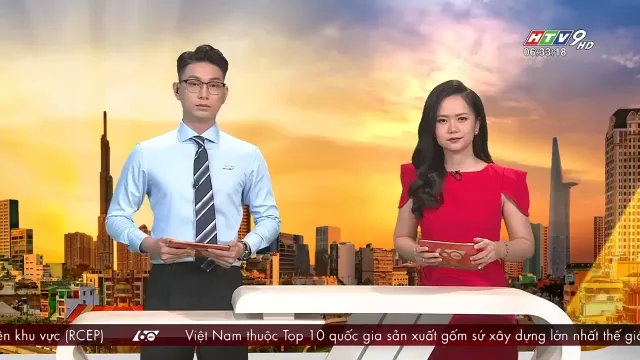 HTV9 HD
06:33:18
ên khu vực (RCEP) 60 Việt Nam thuộc Top 10 quốc gia sản xuất gốm sứ xây dựng lớn nhất thế giớ